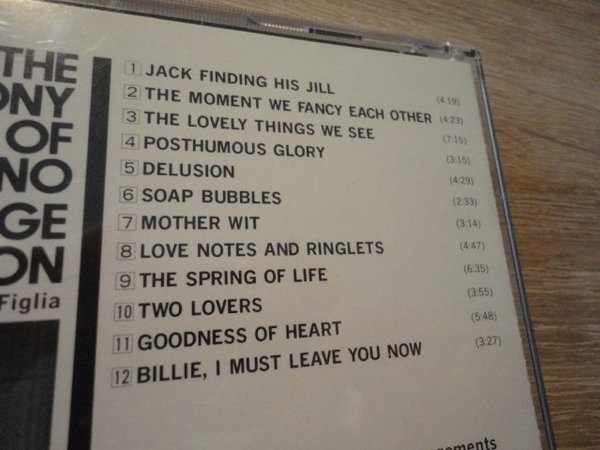 THE
ONY
OF
NO
GE
ON
Figlia
1 JACK FINDING HIS JILL (4:19)
2 THE MOMENT WE FANCY EACH OTHER (4:23)
3 THE LOVELY THINGS WE SEE (7:15)
4 POSTHUMOUS GLORY (3:15)
5 DELUSION (4:29)
6 SOAP BUBBLES (2:33)
7 MOTHER WIT (3:14)
8 LOVE NOTES AND RINGLETS (4:47)
9 THE SPRING OF LIFE (6:35)
10 TWO LOVERS (3:55)
11 GOODNESS OF HEART (5:48)
12 BILLIE, I MUST LEAVE YOU NOW (3:27)